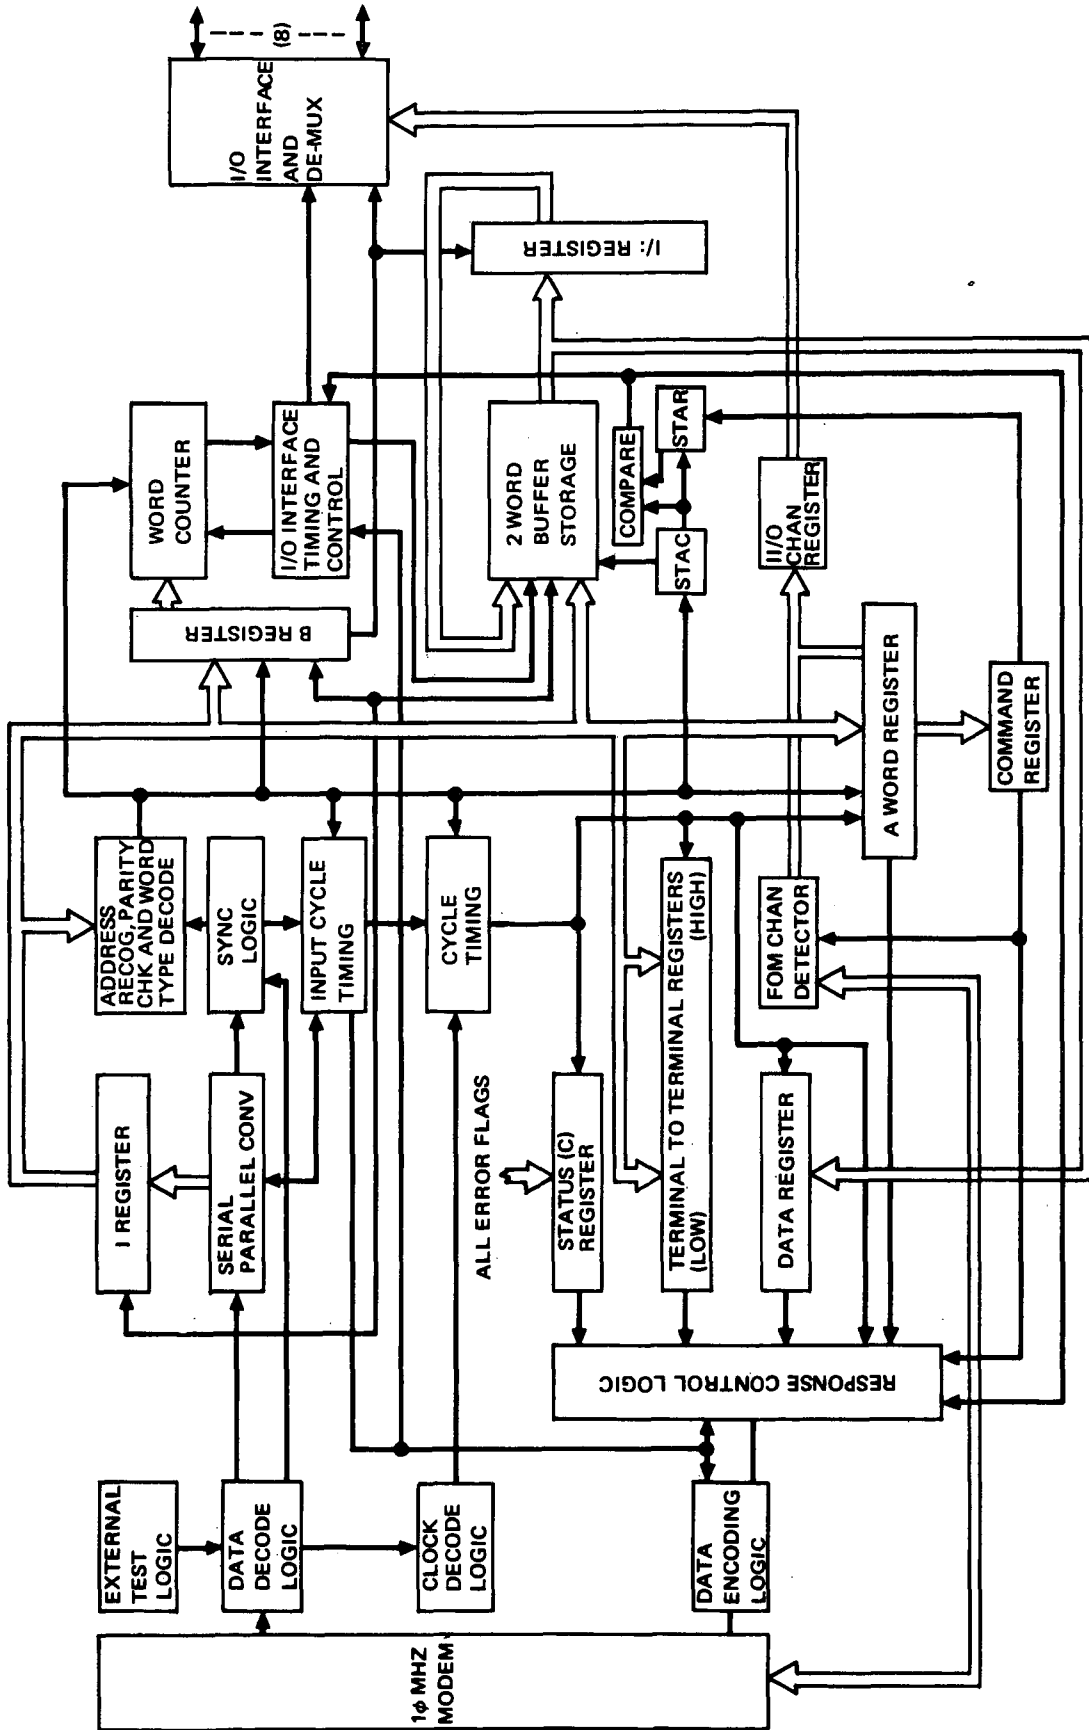 1ɸ MHZ
MODEM
EXTERNAL
TEST
LOGIC
DATA
DECODE
LOGIC
CLOCK
DECODE
LOGIC
DATA
ENCODING
LOGIC
I REGISTER
SERIAL
PARALLEL CONV
ALL ERROR FLAGS
STATUS (C)
REGISTER
TERMINAL TO TERMINAL REGISTERS
(LOW) (HIGH)
DATA REGISTER
RESPONSE CONTROL LOGIC
ADDRESS
RECOG, PARITY
CHK AND WORD
TYPE DECODE
SYNC
LOGIC
INPUT CYCLE
TIMING
CYCLE
TIMING
FOM CHAN
DETECTOR
B REGISTER
WORD
COUNTER
I/O INTERFACE
TIMING AND
CONTROL
2 WORD
BUFFER
STORAGE
COMPARE
STAC
STAR
II/O
CHAN
REGISTER
A WORD REGISTER
COMMAND
REGISTER
I/: REGISTER
I/O
INTERFACE
AND
DE-MUX
(8)